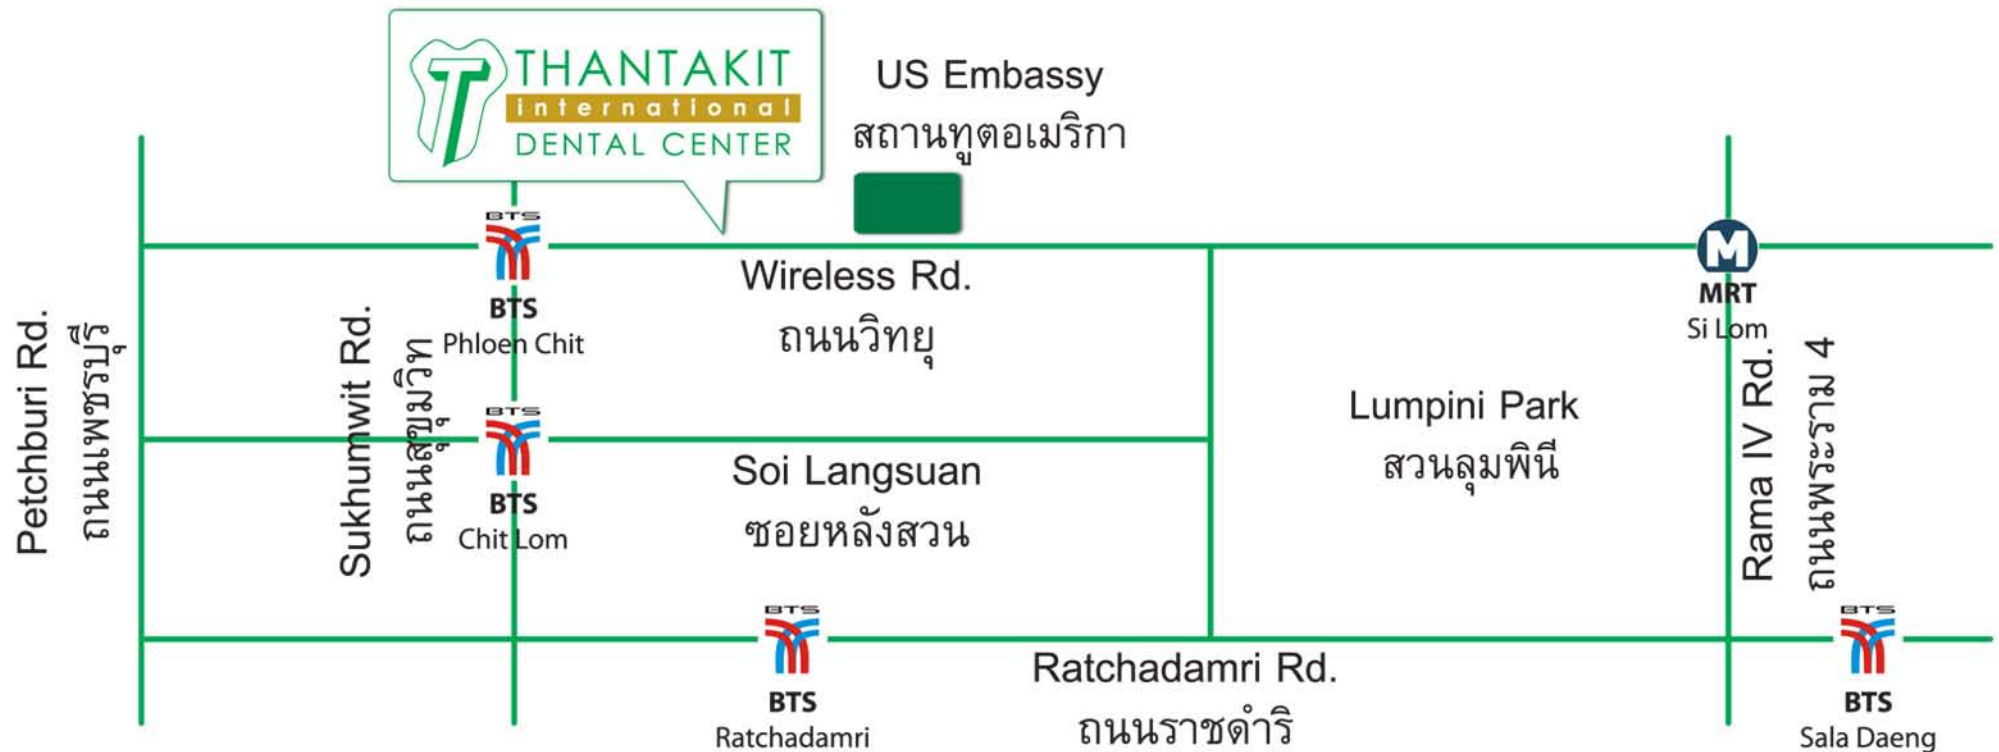 THANTAKIT
international
DENTAL CENTER
US Embassy
สถานทูตอเมริกา
BTS
BTS
Phloen Chit
Wireless Rd.
ถนนวิทยุ
M
MRT
Si Lom
Petchburi Rd.
ถนนเพชรบุรี
Sukhumwit Rd.
ถนนสุขุมวิท
BTS
BTS
Chit Lom
Soi Langsuan
ซอยหลังสวน
Lumpini Park
สวนลุมพินี
Rama IV Rd.
ถนนพระราม 4
BTS
BTS
Ratchadamri
Ratchadamri Rd.
ถนนราชดำริ
BTS
BTS
Sala Daeng